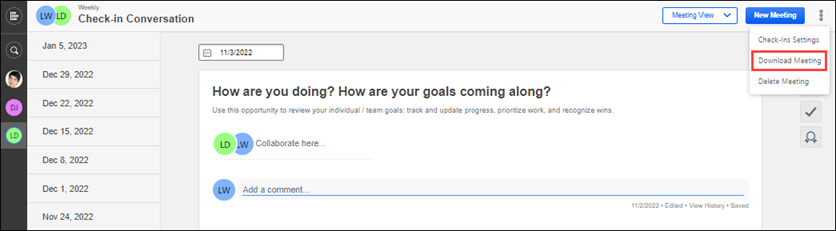 LW LD
Weekly
Check-in Conversation
Meeting View
New Meeting
Check-Ins Settings
Download Meeting
Delete Meeting
DJ
LD
Jan 5, 2023
Dec 29, 2022
Dec 22, 2022
Dec 15, 2022
Dec 8, 2022
Dec 1, 2022
Nov 24, 2022
11/3/2022
How are you doing? How are your goals coming along?
Use this opportunity to review your individual / team goals: track and update progress, prioritize work, and recognize wins.
LD LW Collaborate here...
LW Add a comment...
11/2/2022 • Edited • View History • Saved